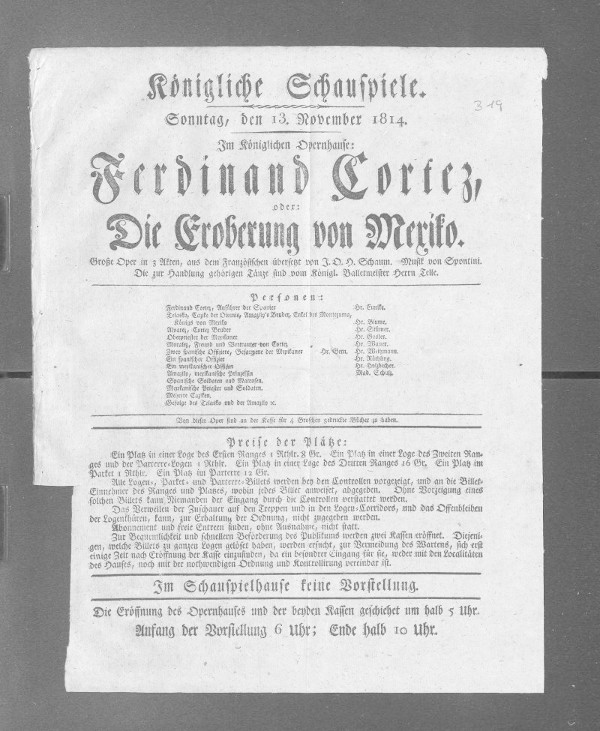 Königliche Schauspiele.
319
Sonntag, den 13. November 1814.
Im Königlichen Opernhause:
Ferdinand Cortez,
oder:
Die Eroberung von Mexiko.
Große Oper in 3 Akten, aus dem Französischen übersetzt von J. O. H. Schaum. Musik von Spontini.
Die zur Handlung gehörigen Tänze sind vom Königl. Balletmeister Herrn Telle.
Personen:
Ferdinand Cortez, Anführer der Spanier Hr. Eunike.
Telasko, Cazike der Otomien, Amazily's Bruder, Enkel des Montezuma,
Königs von Mexiko Hr. Blume.
Alvaro, Cortez Bruder Hr. Stümer.
Oberpriester der Mexikaner Hr.
Moralez, Freund und Vertrauter von Cortez Hr. Wauer.
Zwei spanische Offiziere, Gefangene der Mexikaner Hr. Gern. Hr. Weitzmann.
Ein spanischer Offizier Hr.
Ein mexikanischer Offizier Hr. Holzbecher.
Amazily, mexikanische Prinzessin Mad. Schulz.
Spanische Soldaten und Matrosen.
Mexikanische Priester und Soldaten.
Mehrere Caziken.
Gefolge des Telasko und der Amazily ꝛc.
Von dieser Oper sind an der Kasse für 4 Groschen gedruckte Bücher zu haben.
Preise der Plätze:
Ein Platz in einer Loge des Ersten Ranges 1 Rthlr. 8 Gr. Ein Platz in einer Loge des Zweiten Ran-
ges und der Parterre-Logen 1 Rthlr. Ein Platz in einer Loge des Dritten Ranges 16 Gr. Ein Platz im
Parket 1 Rthlr. Ein Platz im Parterre 12 Gr.
Alle Logen-, Parket- und Parterre-Billets werden bey den Controllen vorgezeigt, und an die Billet-
Einnehmer des Ranges und Platzes, wohin jedes Billet anweiset, abgegeben. Ohne Vorzeigung eines
solchen Billets kann Niemanden der Eingang durch die Controllen verstattet werden.
Das Verweilen der Zuschauer auf den Treppen und in den Logen-Corridors, und das Offenbleiben
der Logenthüren, kann, zur Erhaltung der Ordnung, nicht zugegeben werden.
Abonnement und freie Entreen finden, ohne Ausnahme, nicht statt.
Zur Bequemlichkeit und schnellern Beförderung des Publikums werden zwei Kassen eröffnet. Diejeni-
gen, welche Billets zu ganzen Logen gelöset haben, werden ersucht, zur Vermeidung des Wartens, sich erst
einige Zeit nach Eröffnung der Kasse einzufinden, da ein besonderer Eingang für sie, weder mit den Localitäten
des Hauses, noch mit der nothwendigen Ordnung und Kontrollirung vereinbar ist.
Im Schauspielhause keine Vorstellung.
Die Eröffnung des Opernhauses und der beyden Kassen geschiehet um halb 5 Uhr.
Anfang der Vorstellung 6 Uhr; Ende halb 10 Uhr.